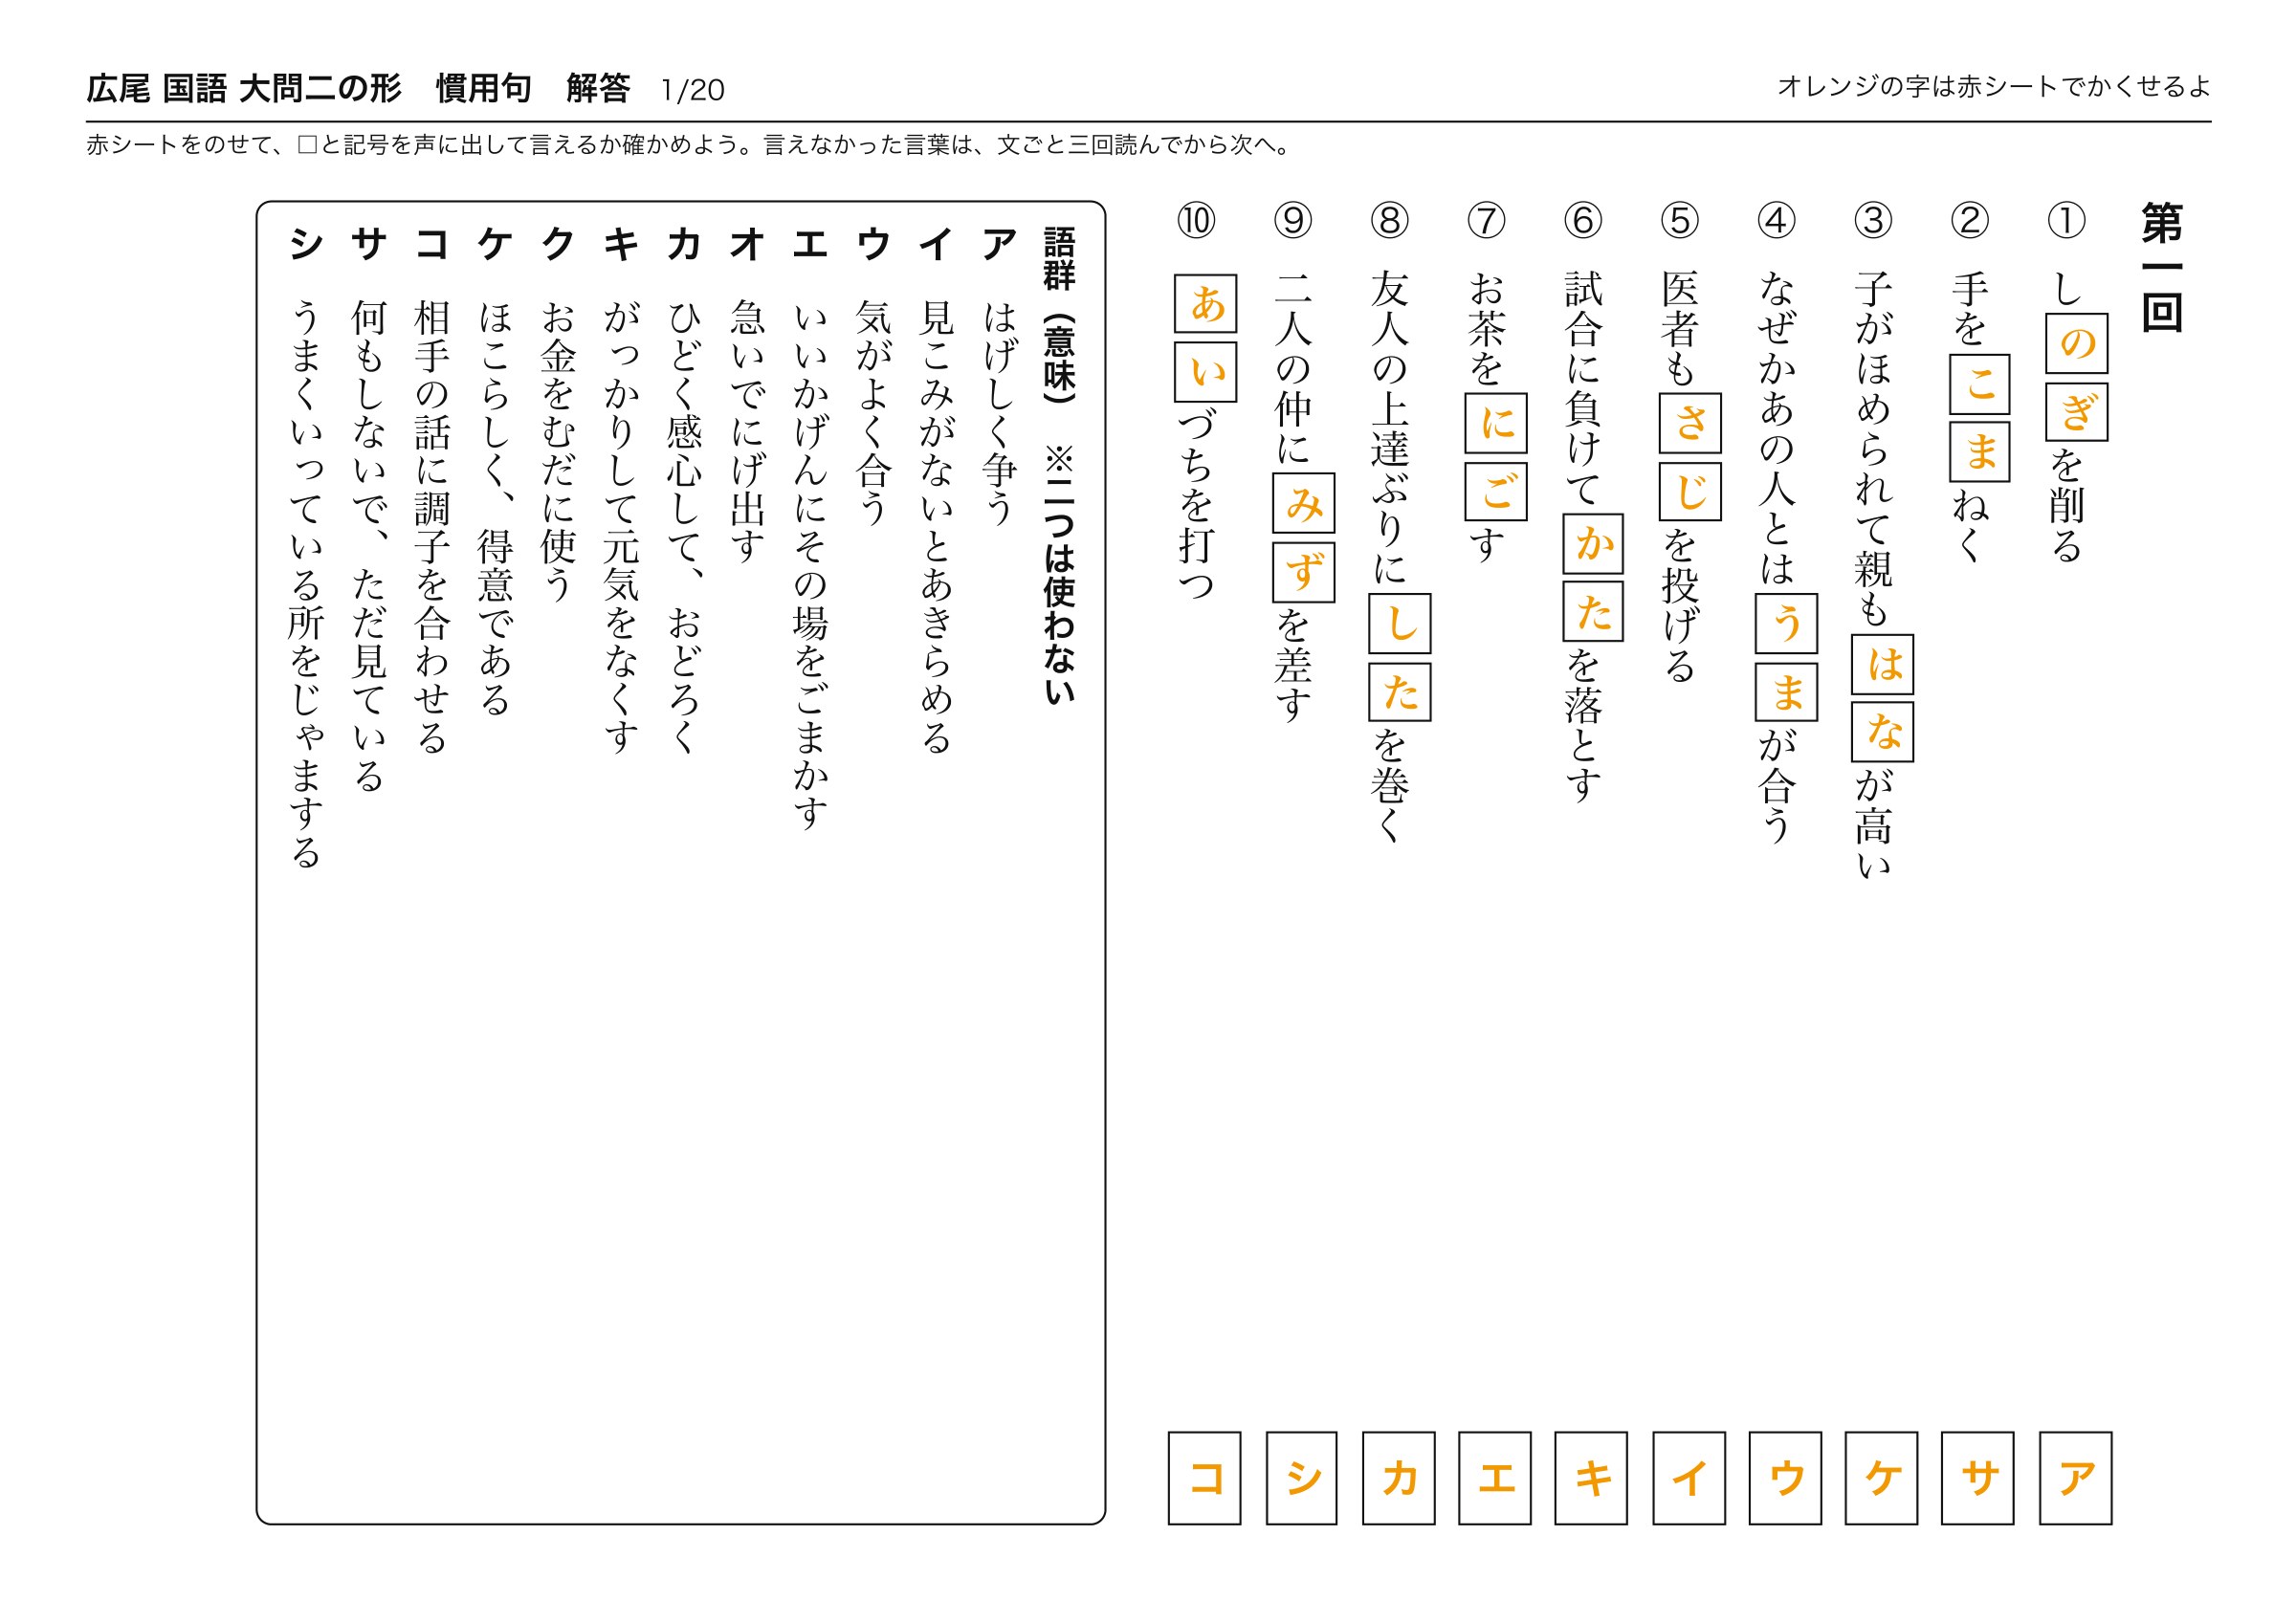 広尾 国語 大問二の形　慣用句　解答　1/20
オレンジの字は赤シートでかくせるよ
赤シートをのせて、□と記号を声に出して言えるか確かめよう。言えなかった言葉は、文ごと三回読んでから次へ。
第一回
① しのぎを削る　ア
② 手をこまねく　サ
③ 子がほめられて親もはなが高い　ケ
④ なぜかあの人とはうまが合う　ウ
⑤ 医者もさじを投げる　イ
⑥ 試合に負けてかたを落とす　キ
⑦ お茶をにごす　エ
⑧ 友人の上達ぶりにしたを巻く　カ
⑨ 二人の仲にみずを差す　シ
⑩ あいづちを打つ　コ
語群（意味）　※二つは使わない
ア　はげしく争う
イ　見こみがないとあきらめる
ウ　気がよく合う
エ　いいかげんにその場をごまかす
オ　急いでにげ出す
カ　ひどく感心して、おどろく
キ　がっかりして元気をなくす
ク　お金をむだに使う
ケ　ほこらしく、得意である
コ　相手の話に調子を合わせる
サ　何もしないで、ただ見ている
シ　うまくいっている所をじゃまする